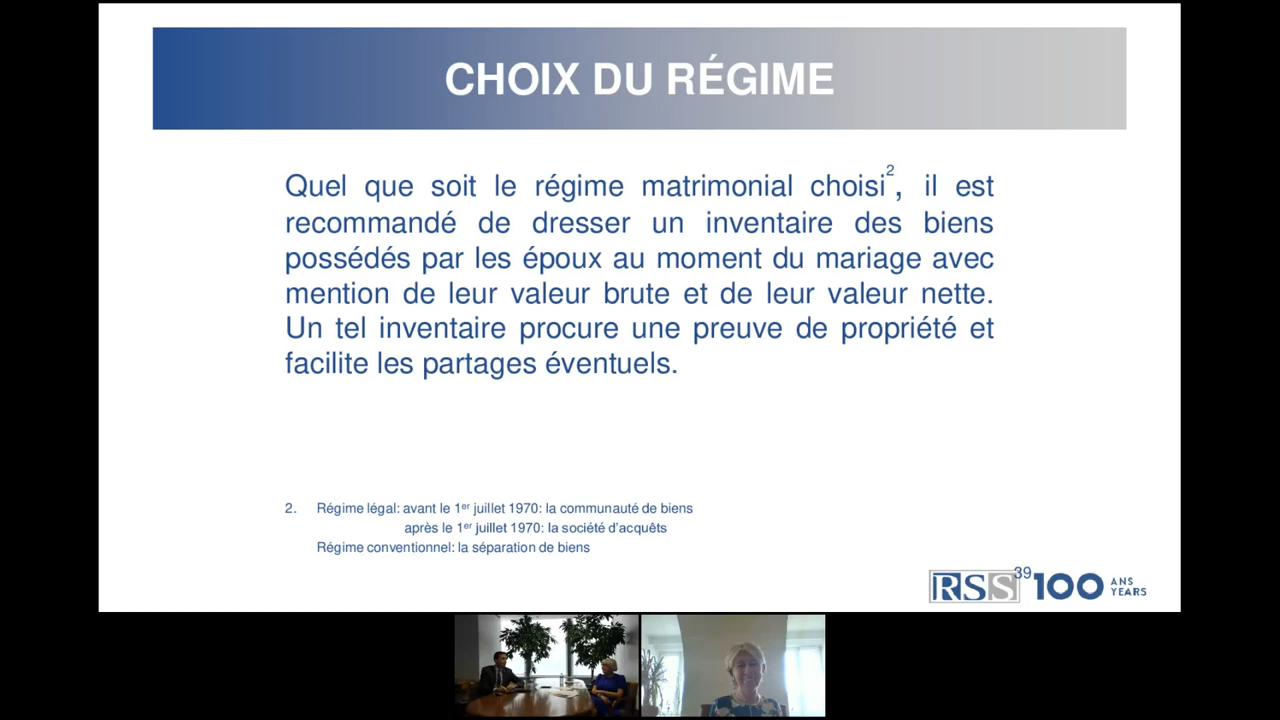 CHOIX DU RÉGIME
Quel que soit le régime matrimonial choisi², il est
recommandé de dresser un inventaire des biens
possédés par les époux au moment du mariage avec
mention de leur valeur brute et de leur valeur nette.
Un tel inventaire procure une preuve de propriété et
facilite les partages éventuels.
2. Régime légal: avant le 1er juillet 1970: la communauté de biens
après le 1er juillet 1970: la société d'acquêts
Régime conventionnel: la séparation de biens
39
RSS 100 ANS
YEARS